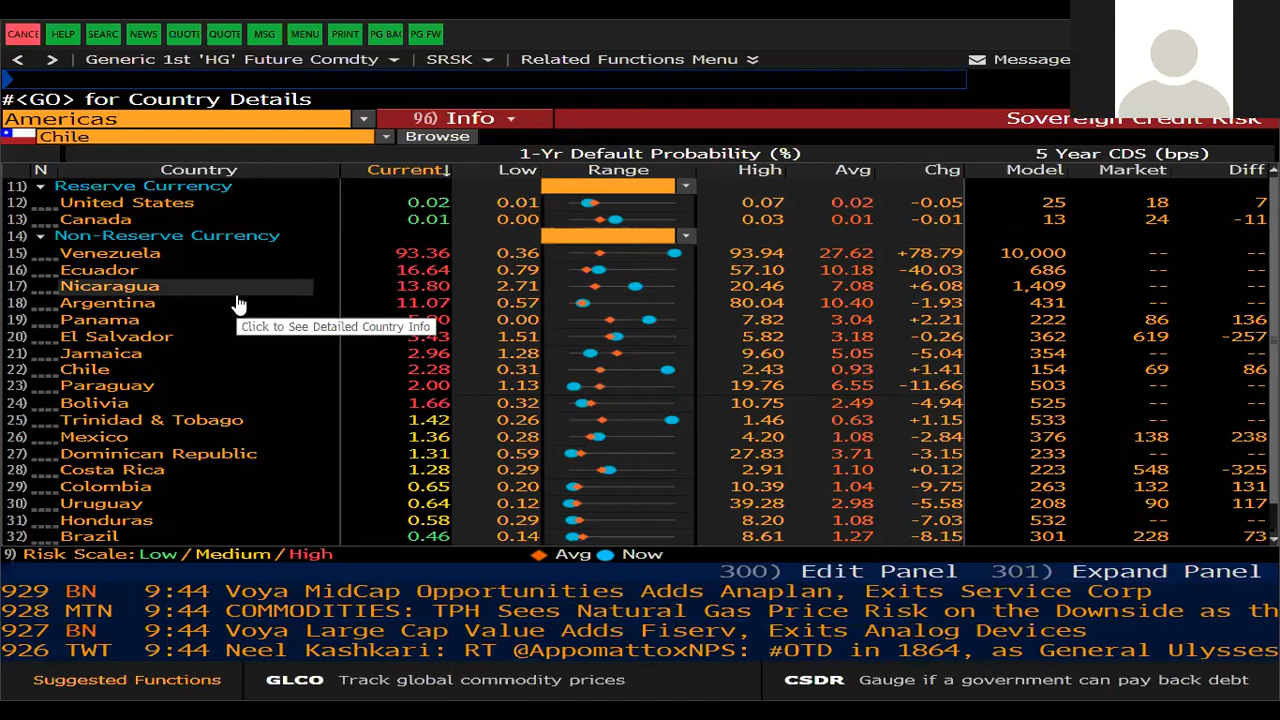 CANCE HELP SEARC NEWS QUOTE QUOTE MSG MENU PRINT PG BAC PG FW
< > Generic 1st 'HG' Future Comdty SRSK Related Functions Menu Message
#<GO> for Country Details
Americas 96) Info Sovereign Credit Risk
Chile Browse
1-Yr Default Probability (%) 5 Year CDS (bps)
N Country Current↓ Low Range High Avg Chg Model Market Diff
11) Reserve Currency
12) United States 0.02 0.01 0.07 0.02 -0.05 25 18 7
13) Canada 0.01 0.00 0.03 0.01 -0.01 13 24 -11
14) Non-Reserve Currency
15) Venezuela 93.36 0.36 93.94 27.62 +78.79 10,000 -- --
16) Ecuador 16.64 0.79 57.10 10.18 -40.03 686 -- --
17) Nicaragua 13.80 2.71 20.46 7.22 +6.08 1,409 -- --
18) Argentina 11.07 0.57 80.04 10.40 -1.93 431 -- --
19) Panama 0.00 7.82 3.04 +2.21 222 86 136
Click to See Detailed Country Info
20) El Salvador 3.43 1.51 5.82 3.18 -0.26 362 619 -257
21) Jamaica 2.96 1.28 9.60 5.05 -5.04 354 -- --
22) Chile 2.28 0.31 2.43 0.93 +1.41 154 69 86
23) Paraguay 2.00 1.13 19.76 6.55 -11.66 503 -- --
24) Bolivia 1.66 0.32 10.75 2.49 -4.94 525 -- --
25) Trinidad & Tobago 1.42 0.26 1.46 0.63 +1.15 533 -- --
26) Mexico 1.36 0.28 4.20 1.08 -2.84 376 138 238
27) Dominican Republic 1.31 0.59 27.83 3.71 -3.15 233 -- --
28) Costa Rica 1.28 0.29 2.91 1.10 +0.12 223 548 -325
29) Colombia 0.65 0.20 10.39 1.04 -9.75 263 132 131
30) Uruguay 0.64 0.12 39.28 2.98 -5.58 208 90 117
31) Honduras 0.58 0.29 8.20 1.08 -7.03 532 -- --
32) Brazil 0.46 0.14 8.61 1.27 -8.15 301 228 73
9) Risk Scale: Low / Medium / High Avg Now
300) Edit Panel 301) Expand Panel
929 BN 9:44 Voya MidCap Opportunities Adds Anaplan, Exits Service Corp
928 MTN 9:44 COMMODITIES: TPH Sees Natural Gas Price Risk on the Downside as th
927 BN 9:44 Voya Large Cap Value Adds Fiserv, Exits Analog Devices
926 TWT 9:44 Neel Kashkari: RT @AppomattoxNPS: #OTD in 1864, as General Ulysses
Suggested Functions GLCO Track global commodity prices CSDR Gauge if a government can pay back debt